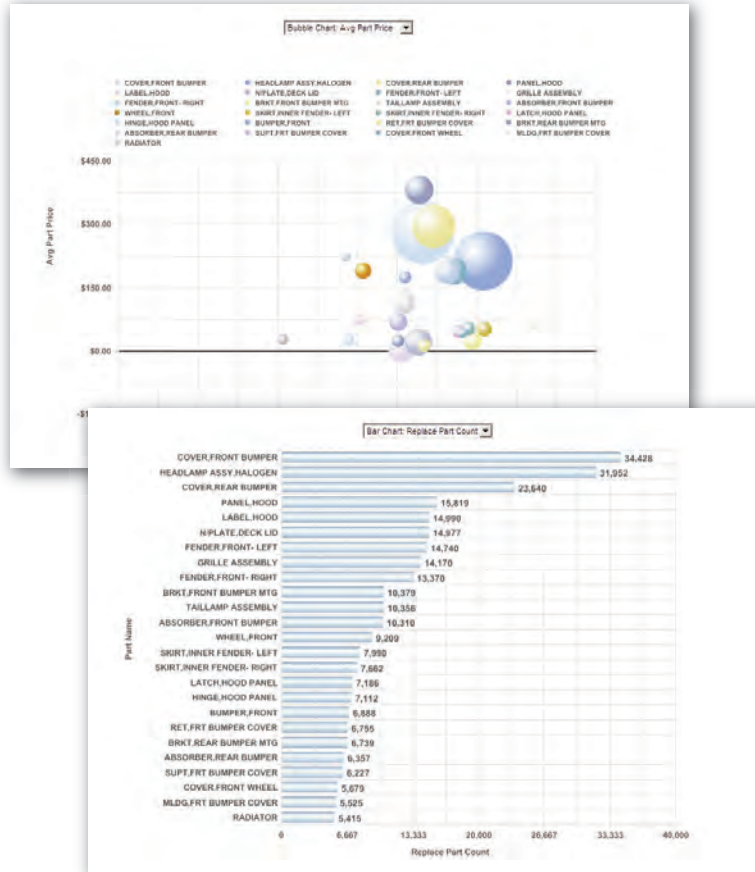 Bubble Chart: Avg Part Price
COVER,FRONT BUMPER HEADLAMP ASSY,HALOGEN COVER,REAR BUMPER PANEL,HOOD
LABEL,HOOD N/PLATE,DECK LID FENDER,FRONT- LEFT GRILLE ASSEMBLY
FENDER,FRONT- RIGHT BRKT,FRONT BUMPER MTG TAILLAMP ASSEMBLY ABSORBER,FRONT BUMPER
WHEEL,FRONT SKIRT,INNER FENDER- LEFT SKIRT,INNER FENDER- RIGHT LATCH,HOOD PANEL
HINGE,HOOD PANEL BUMPER,FRONT RET,FRT BUMPER COVER BRKT,REAR BUMPER MTG
ABSORBER,REAR BUMPER SUPT,FRT BUMPER COVER COVER,FRONT WHEEL MLDG,FRT BUMPER COVER
RADIATOR
$450.00
$300.00
$150.00
$0.00
-$1
Avg Part Price
Bar Chart: Replace Part Count
COVER,FRONT BUMPER 34,428
HEADLAMP ASSY,HALOGEN 31,952
COVER,REAR BUMPER 23,640
PANEL,HOOD 15,819
LABEL,HOOD 14,990
N/PLATE,DECK LID 14,977
FENDER,FRONT- LEFT 14,740
GRILLE ASSEMBLY 14,170
FENDER,FRONT- RIGHT 13,370
BRKT,FRONT BUMPER MTG 10,379
TAILLAMP ASSEMBLY 10,358
ABSORBER,FRONT BUMPER 10,310
WHEEL,FRONT 9,209
SKIRT,INNER FENDER- LEFT 7,990
SKIRT,INNER FENDER- RIGHT 7,662
LATCH,HOOD PANEL 7,186
HINGE,HOOD PANEL 7,112
BUMPER,FRONT 6,888
RET,FRT BUMPER COVER 6,755
BRKT,REAR BUMPER MTG 6,739
ABSORBER,REAR BUMPER 6,357
SUPT,FRT BUMPER COVER 6,227
COVER,FRONT WHEEL 5,679
MLDG,FRT BUMPER COVER 5,525
RADIATOR 5,415
Part Name
0 6,667 13,333 20,000 26,667 33,333 40,000
Replace Part Count